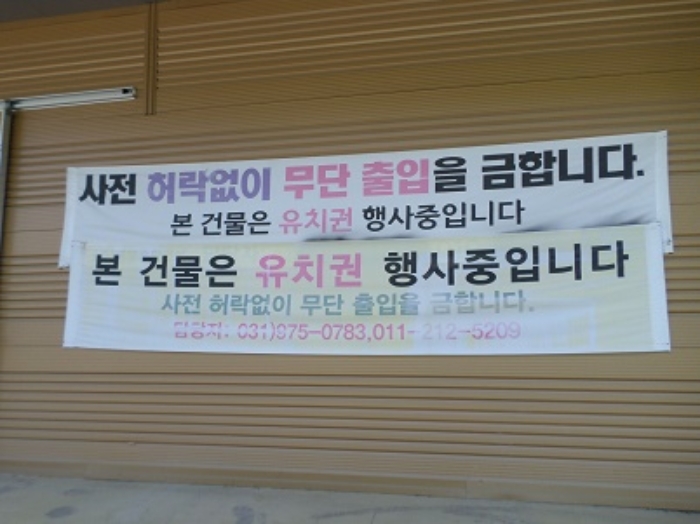 사전 허락없이 무단 출입을 금합니다.
본 건물은 유치권 행사중입니다
본 건물은 유치권 행사중입니다
사전 허락없이 무단 출입을 금합니다.
담당자: 031)975-0783,011-212-5209